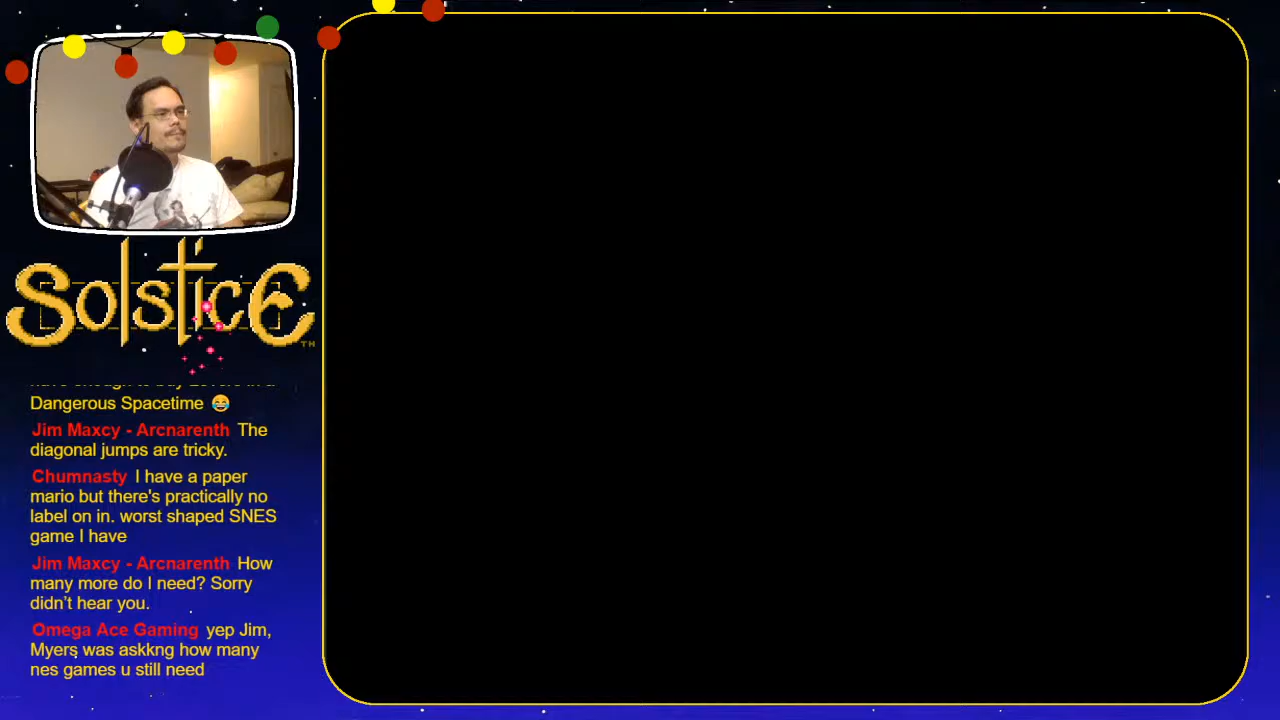 Solstice
TM
Dangerous Spacetime 😂
Jim Maxcy - Arcnarenth The
diagonal jumps are tricky.
Chumnasty I have a paper
mario but there's practically no
label on in. worst shaped SNES
game I have
Jim Maxcy - Arcnarenth How
many more do I need? Sorry
didn't hear you.
Omega Ace Gaming yep Jim,
Myers was askkng how many
nes games u still need